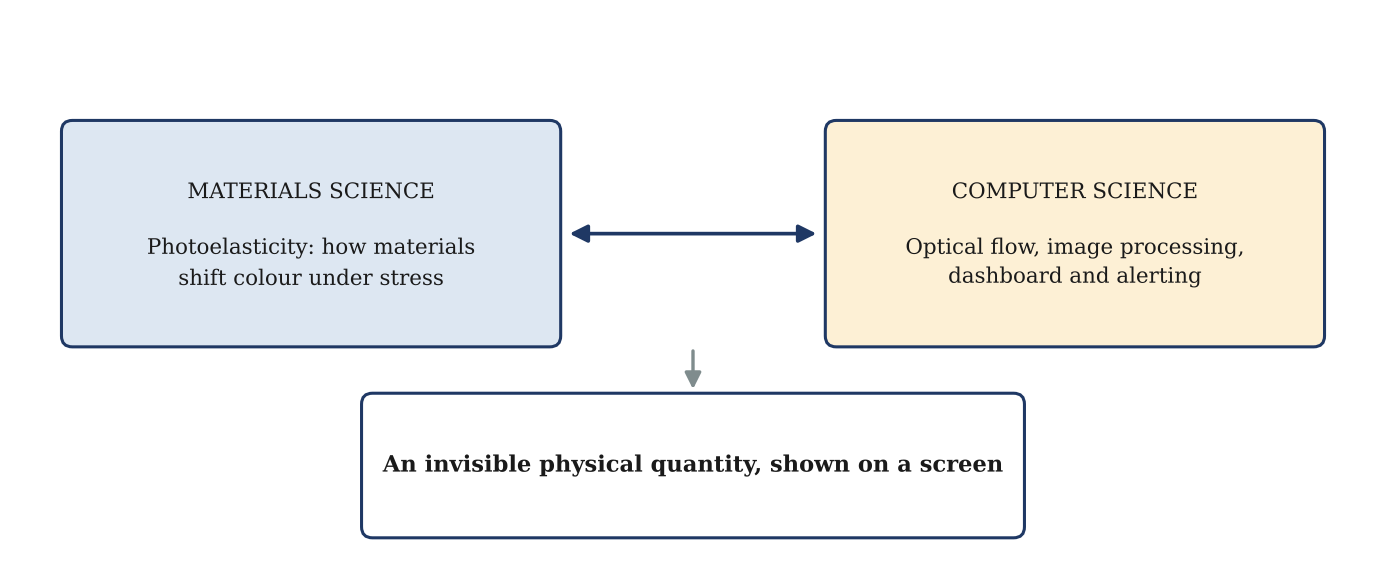 MATERIALS SCIENCE
Photoelasticity: how materials
shift colour under stress
COMPUTER SCIENCE
Optical flow, image processing,
dashboard and alerting
An invisible physical quantity, shown on a screen